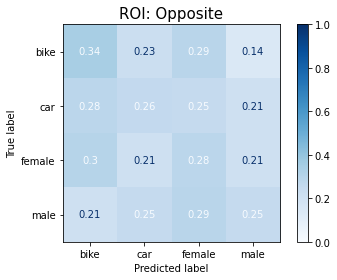 ROI: Opposite
1.0
bike 0.34 0.23 0.29 0.14
0.8
car 0.28 0.26 0.25 0.21
0.6
True label
0.4
female 0.3 0.21 0.28 0.21
0.2
male 0.21 0.25 0.29 0.25
0.0
bike car female male
Predicted label